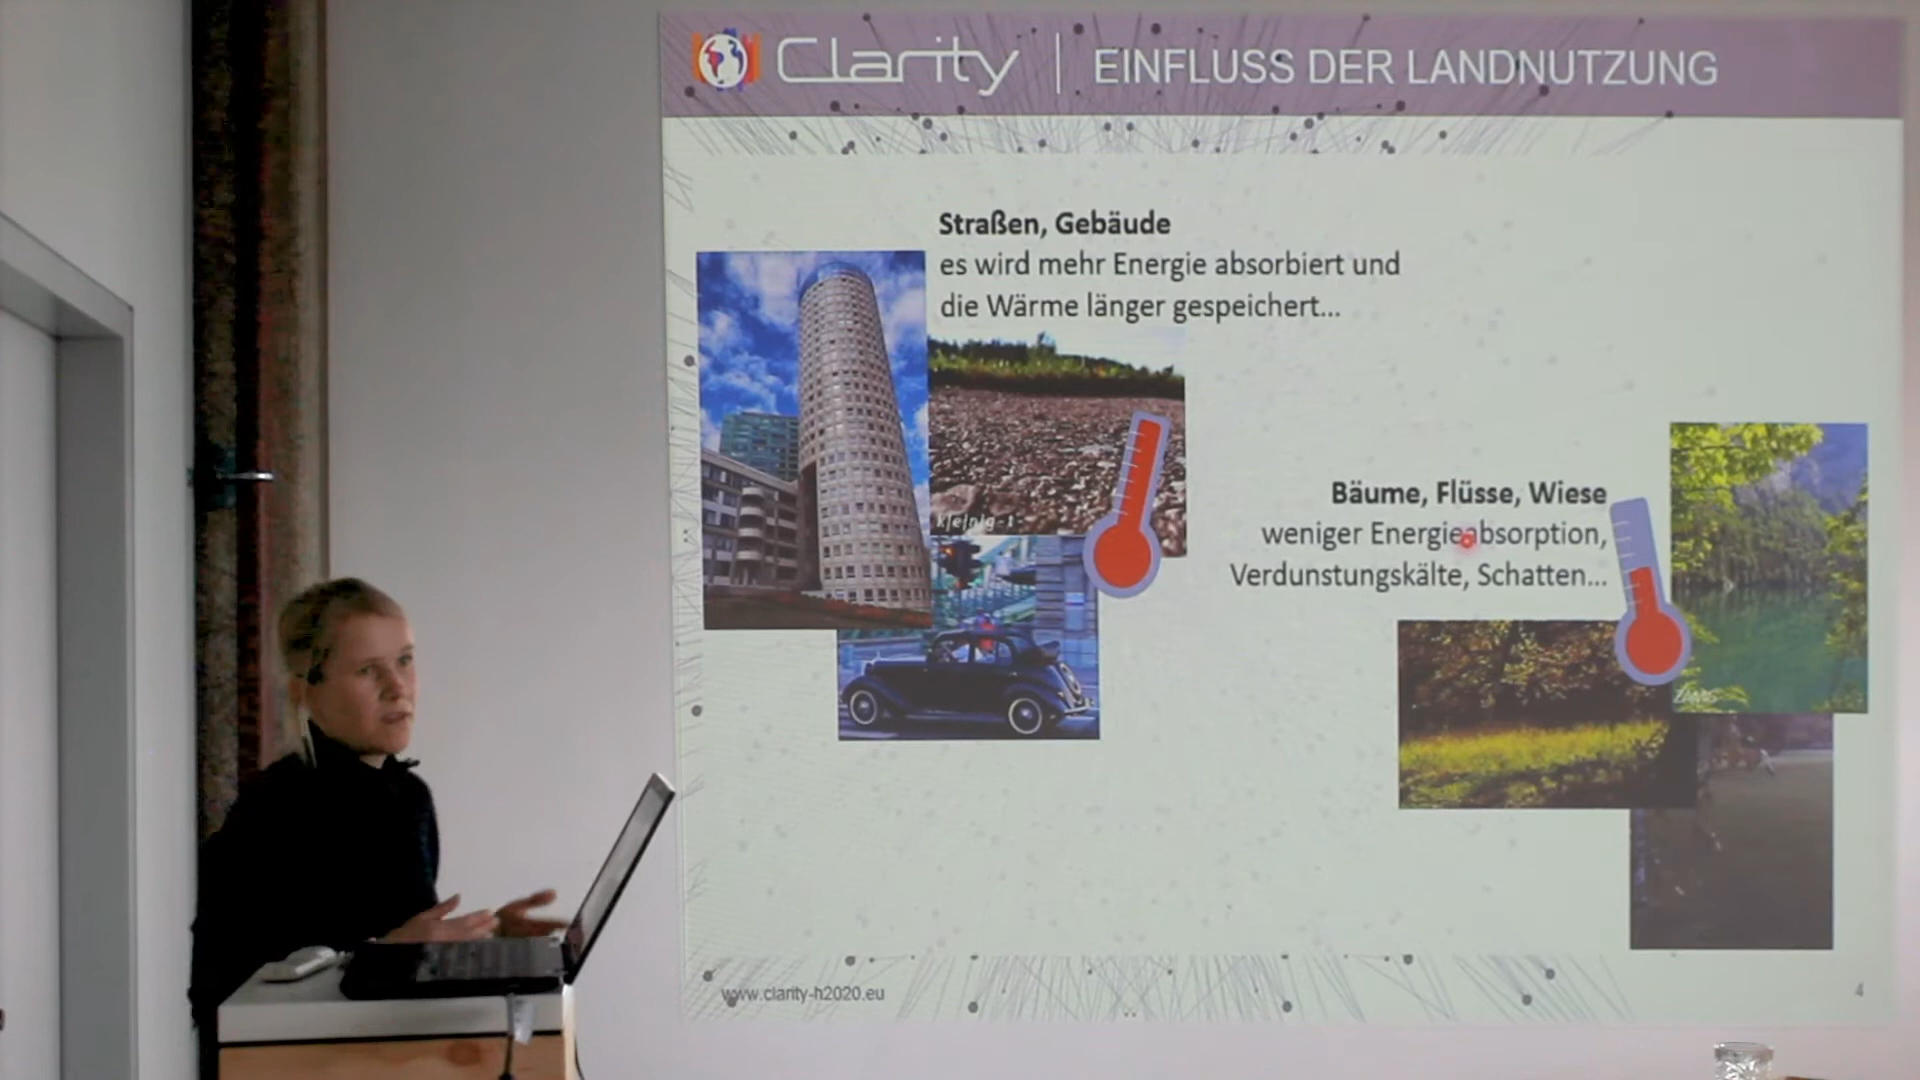 Clarity | EINFLUSS DER LANDNUTZUNG
Straßen, Gebäude
es wird mehr Energie absorbiert und
die Wärme länger gespeichert...
Bäume, Flüsse, Wiese
weniger Energieabsorption,
Verdunstungskälte, Schatten...
www.clarity-h2020.eu
4